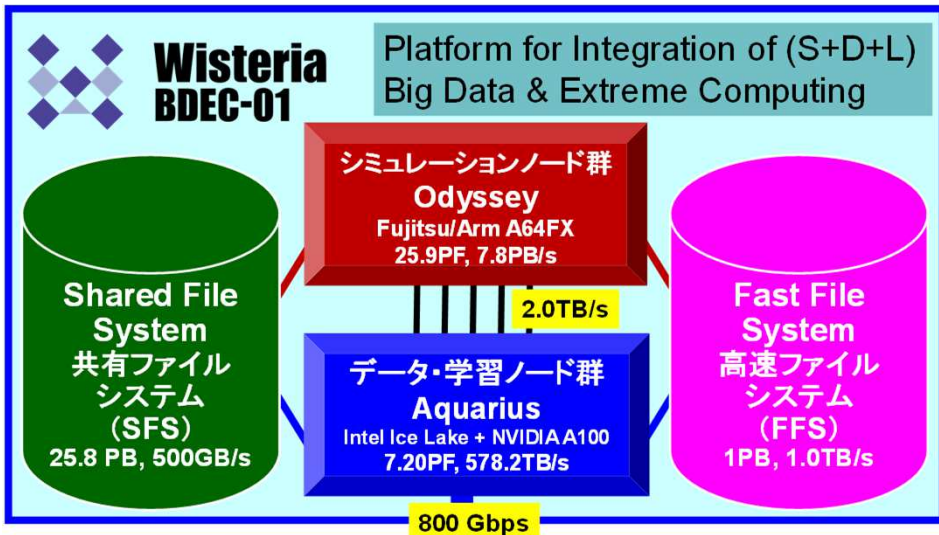 Wisteria
BDEC-01
Platform for Integration of (S+D+L)
Big Data & Extreme Computing
シミュレーションノード群
Odyssey
Fujitsu/Arm A64FX
25.9PF, 7.8PB/s
2.0TB/s
Shared File
System
共有ファイル
システム
(SFS)
25.8 PB, 500GB/s
データ・学習ノード群
Aquarius
Intel Ice Lake + NVIDIA A100
7.20PF, 578.2TB/s
Fast File
System
高速ファイル
システム
(FFS)
1PB, 1.0TB/s
800 Gbps